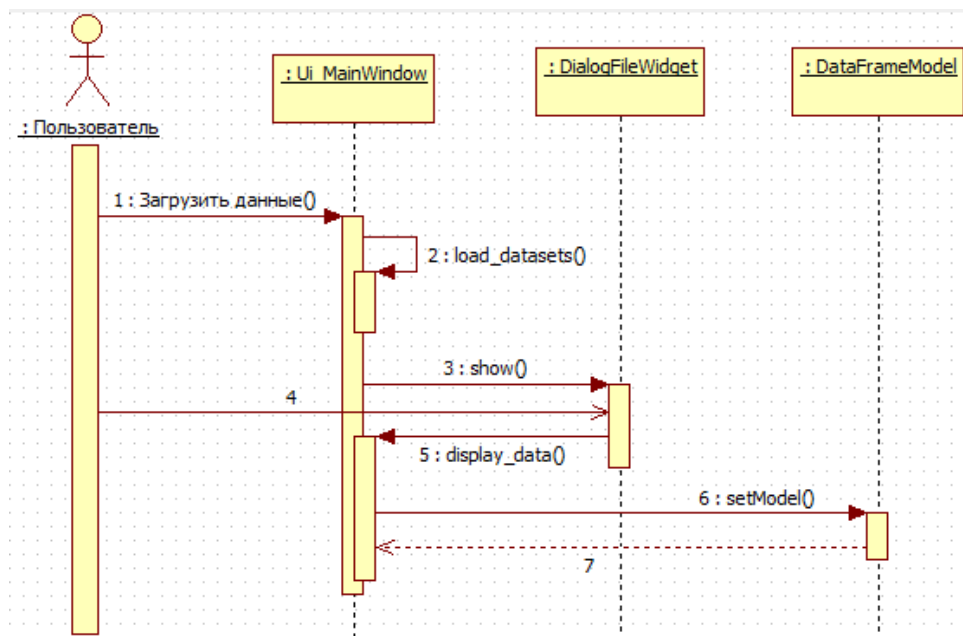 : Ui_MainWindow
: DialogFileWidget
: DataFrameModel
: Пользователь
1 : Загрузить данные()
2 : load_datasets()
3 : show()
4
5 : display_data()
6 : setModel()
7